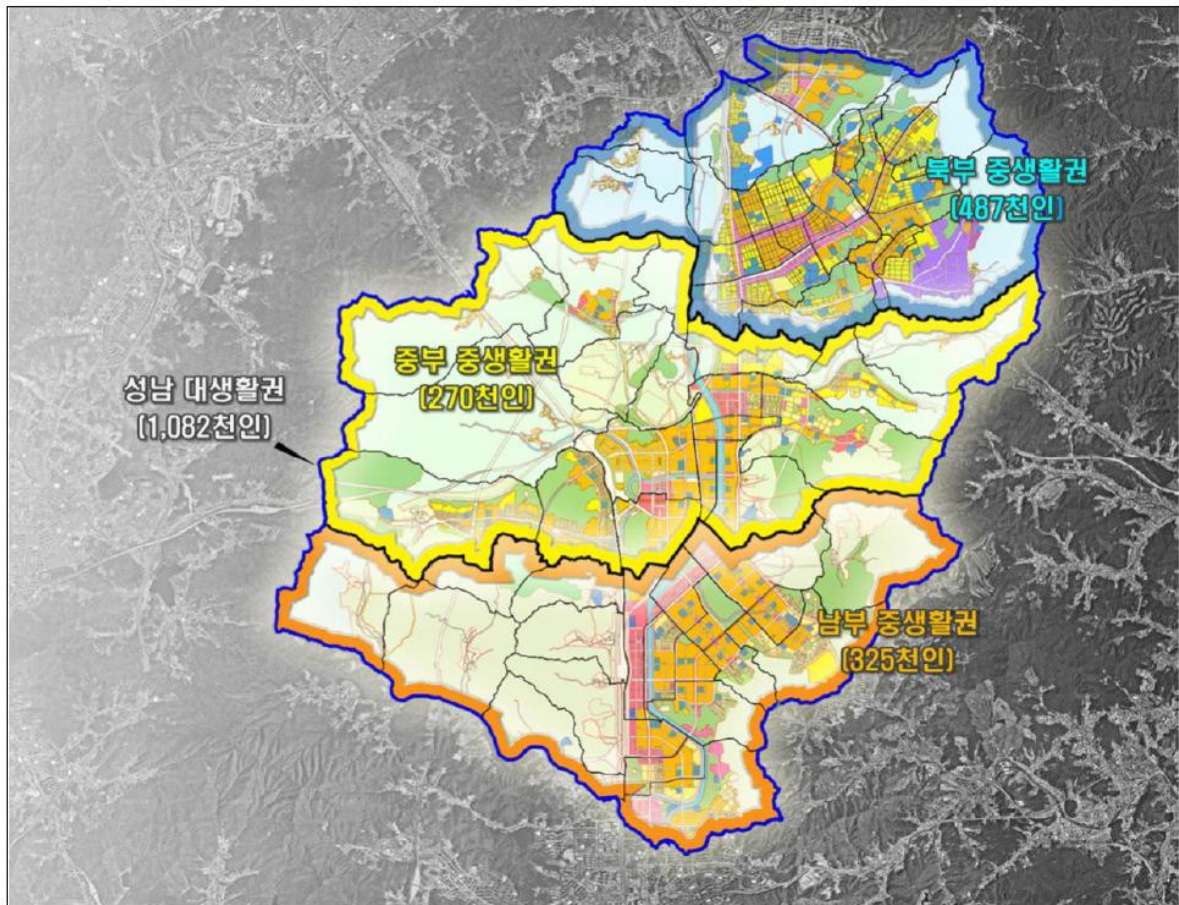 북부 중생활권
(487천인)
중부 중생활권
(270천인)
성남 대생활권
(1,082천인)
남부 중생활권
(325천인)